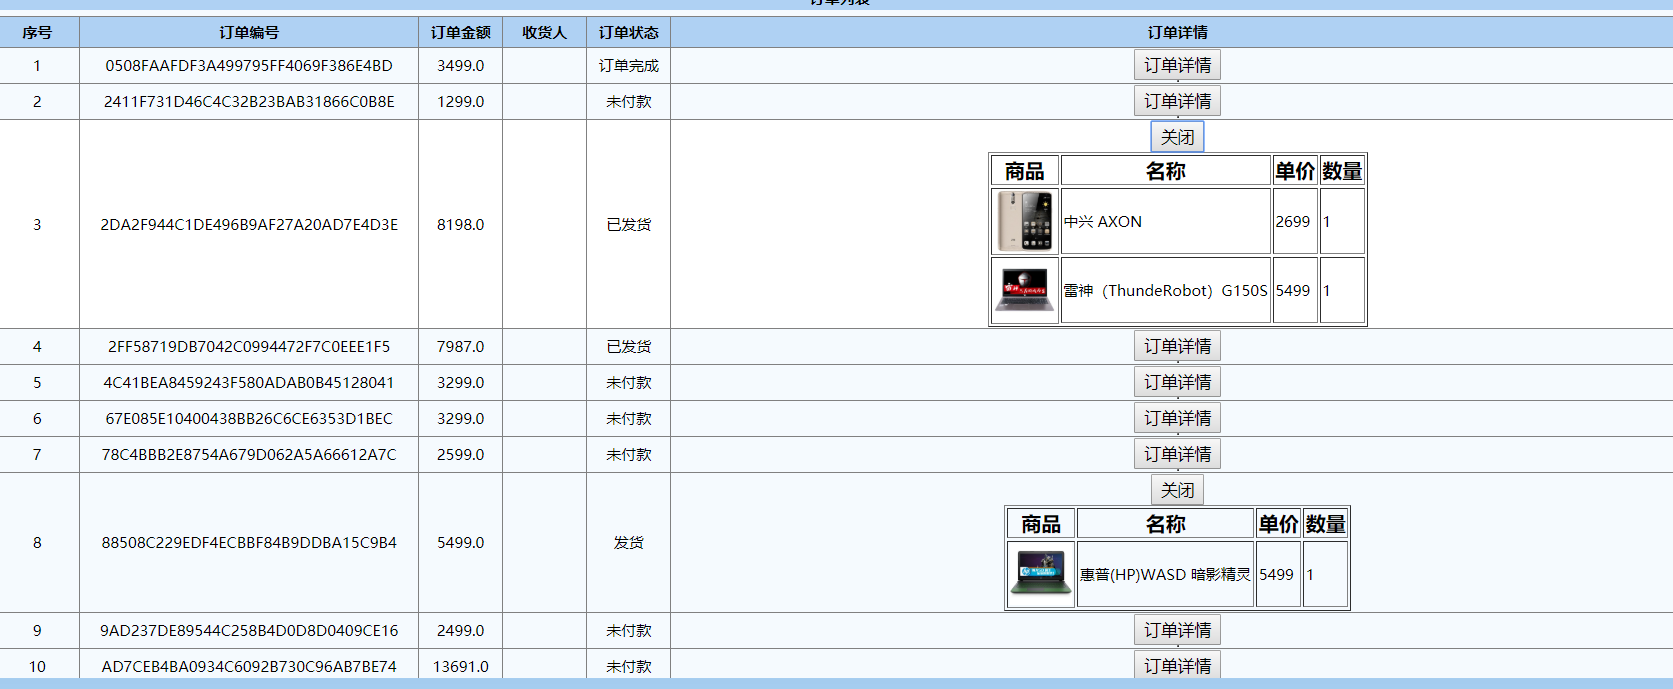 订单列表
序号 订单编号 订单金额 收货人 订单状态 订单详情
1 0508FAAFDF3A499795FF4069F386E4BD 3499.0 订单完成 订单详情
2 2411F731D46C4C32B23BAB31866C0B8E 1299.0 未付款 订单详情
3 2DA2F944C1DE496B9AF27A20AD7E4D3E 8198.0 已发货 关闭
商品 名称 单价 数量
中兴 AXON 2699 1
雷神（ThundeRobot）G150S 5499 1
4 2FF58719DB7042C0994472F7C0EEE1F5 7987.0 已发货 订单详情
5 4C41BEA8459243F580ADAB0B45128041 3299.0 未付款 订单详情
6 67E085E10400438BB26C6CE6353D1BEC 3299.0 未付款 订单详情
7 78C4BBB2E8754A679D062A5A66612A7C 2599.0 未付款 订单详情
8 88508C229EDF4ECBBF84B9DDBA15C9B4 5499.0 发货 关闭
商品 名称 单价 数量
惠普(HP)WASD 暗影精灵 5499 1
9 9AD237DE89544C258B4D0D8D0409CE16 2499.0 未付款 订单详情
10 AD7CEB4BA0934C6092B730C96AB7BE74 13691.0 未付款 订单详情